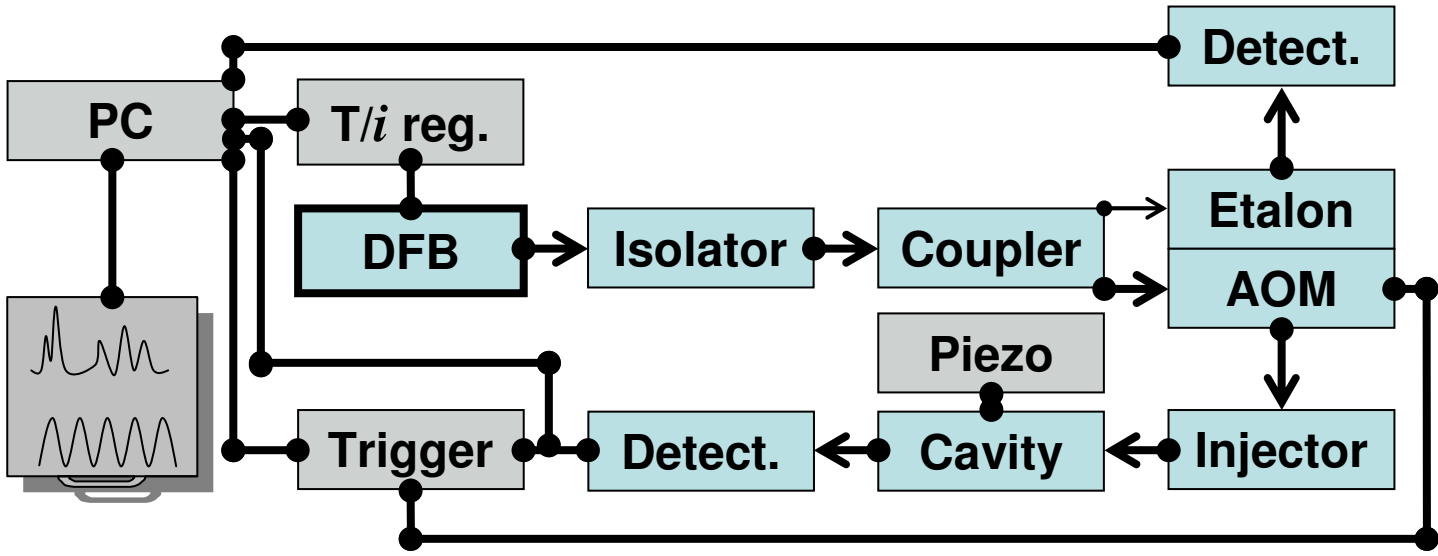 Detect.
PC
T/i reg.
DFB
Isolator
Coupler
Etalon
AOM
Piezo
Trigger
Detect.
Cavity
Injector